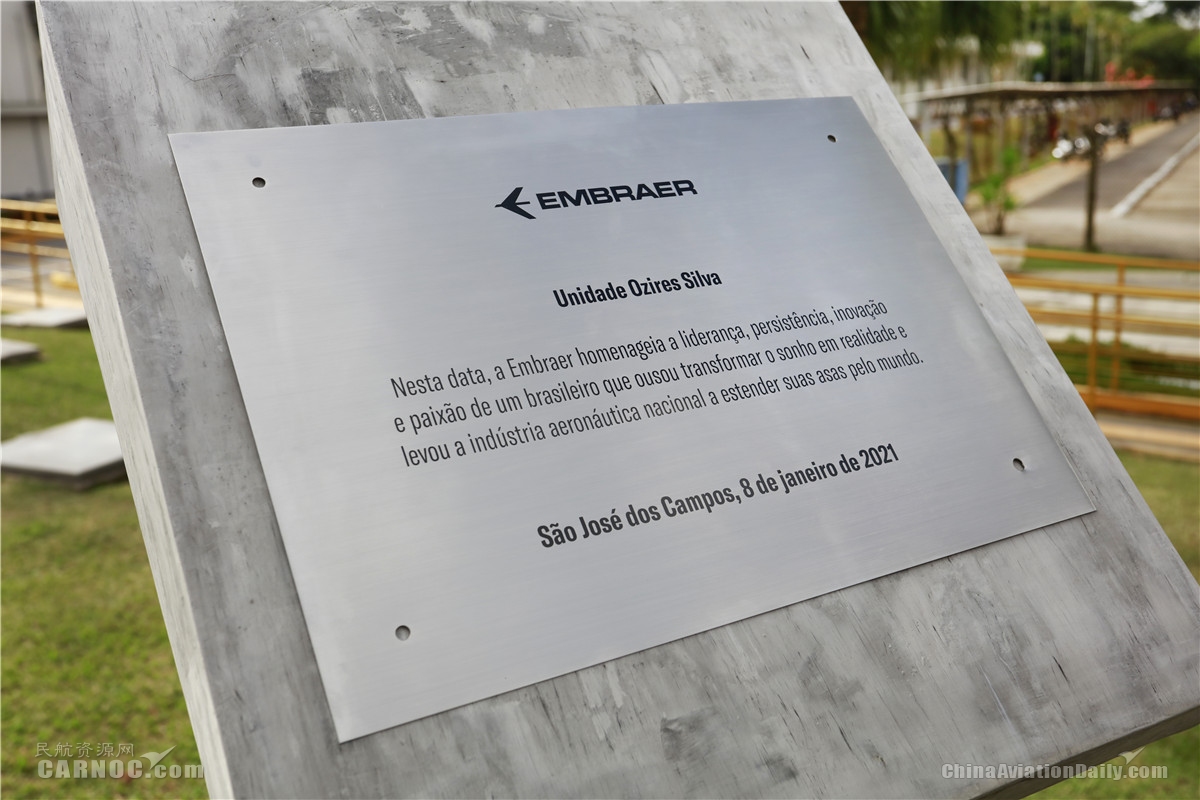 EMBRAER
Unidade Ozires Silva
Nesta data, a Embraer homenageia a liderança, persistência, inovação
e paixão de um brasileiro que ousou transformar o sonho em realidade e
levou a indústria aeronáutica nacional a estender suas asas pelo mundo.
São José dos Campos, 8 de janeiro de 2021
民航资源网
CARNOC.com
ChinaAviationDaily.com